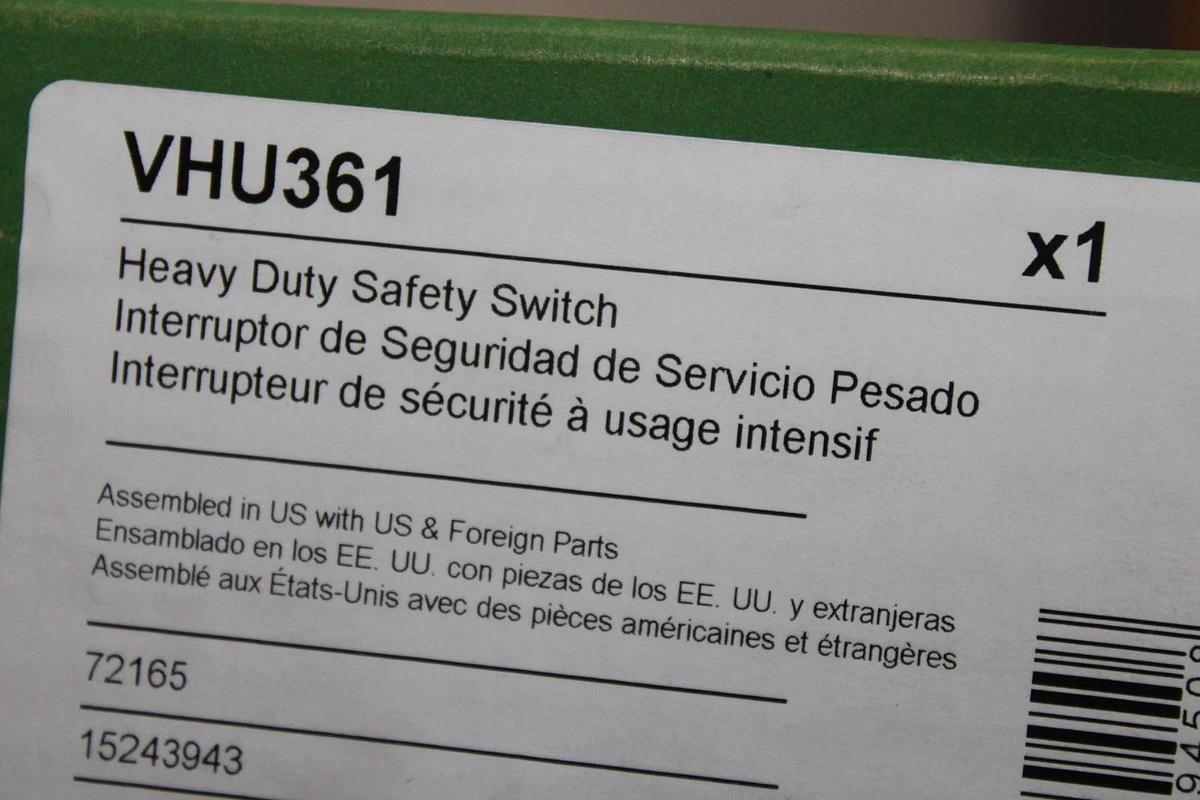 VHU361
x1
Heavy Duty Safety Switch
Interruptor de Seguridad de Servicio Pesado
Interrupteur de sécurité à usage intensif
Assembled in US with US & Foreign Parts
Ensamblado en los EE. UU. con piezas de los EE. UU. y extranjeras
Assemblé aux États-Unis avec des pièces américaines et étrangères
72165
15243943